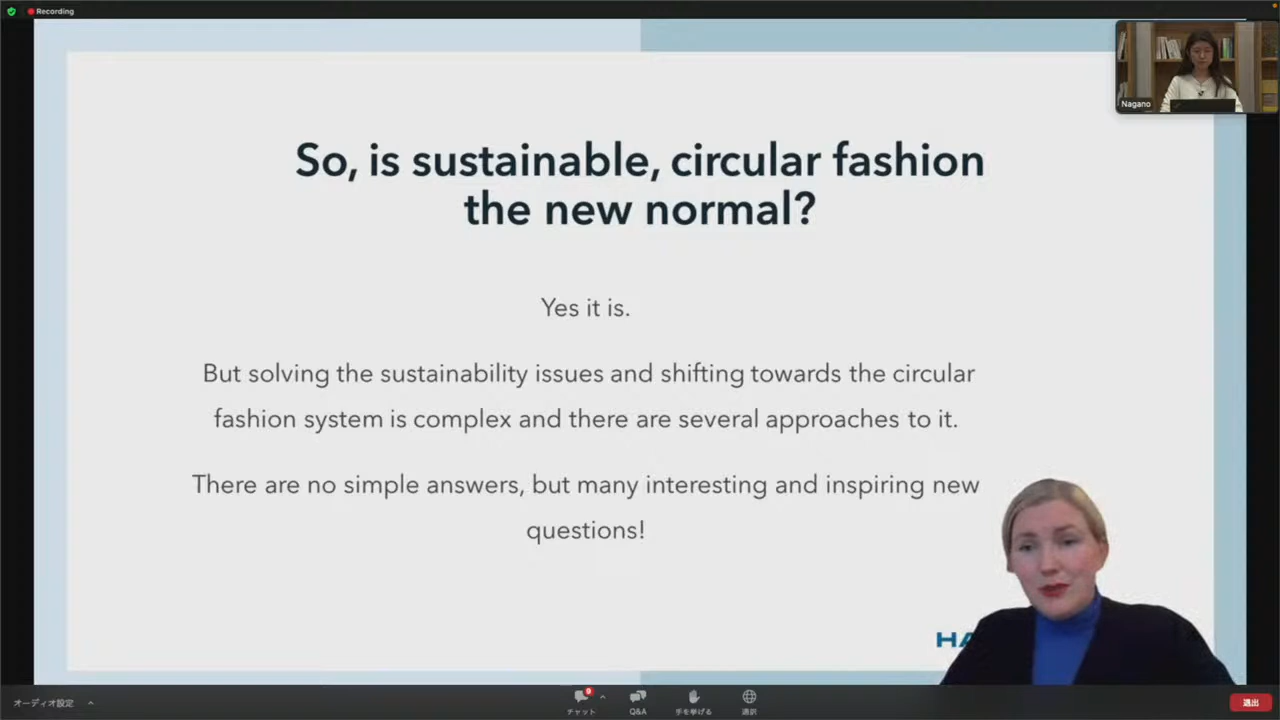 Recording
Nagano
So, is sustainable, circular fashion
the new normal?
Yes it is.
But solving the sustainability issues and shifting towards the circular
fashion system is complex and there are several approaches to it.
There are no simple answers, but many interesting and inspiring new
questions!
HA
オーディオ設定
チャット
Q&A
手を挙げる
通訳
退出